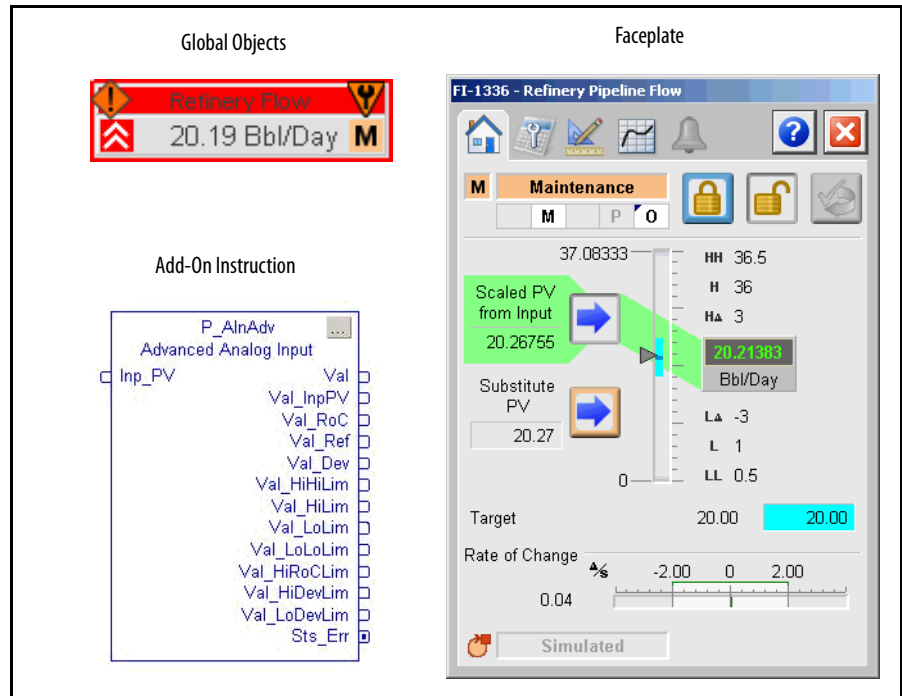 Global Objects
Refinery Flow
20.19 Bbl/Day M
Add-On Instruction
P_AInAdv ...
Advanced Analog Input
Inp_PV Val
Val_InpPV
Val_RoC
Val_Ref
Val_Dev
Val_HiHiLim
Val_HiLim
Val_LoLim
Val_LoLoLim
Val_HiRoCLim
Val_HiDevLim
Val_LoDevLim
Sts_Err
Faceplate
FI-1336 - Refinery Pipeline Flow
?
M Maintenance
M P O
37.08333
HH 36.5
H 36
H▵ 3
Scaled PV
from Input
20.26755
20.21383
Bbl/Day
Substitute
PV
20.27
L▵ -3
L 1
LL 0.5
0
Target 20.00 20.00
Rate of Change
▵/s -2.00 0 2.00
0.04
Simulated